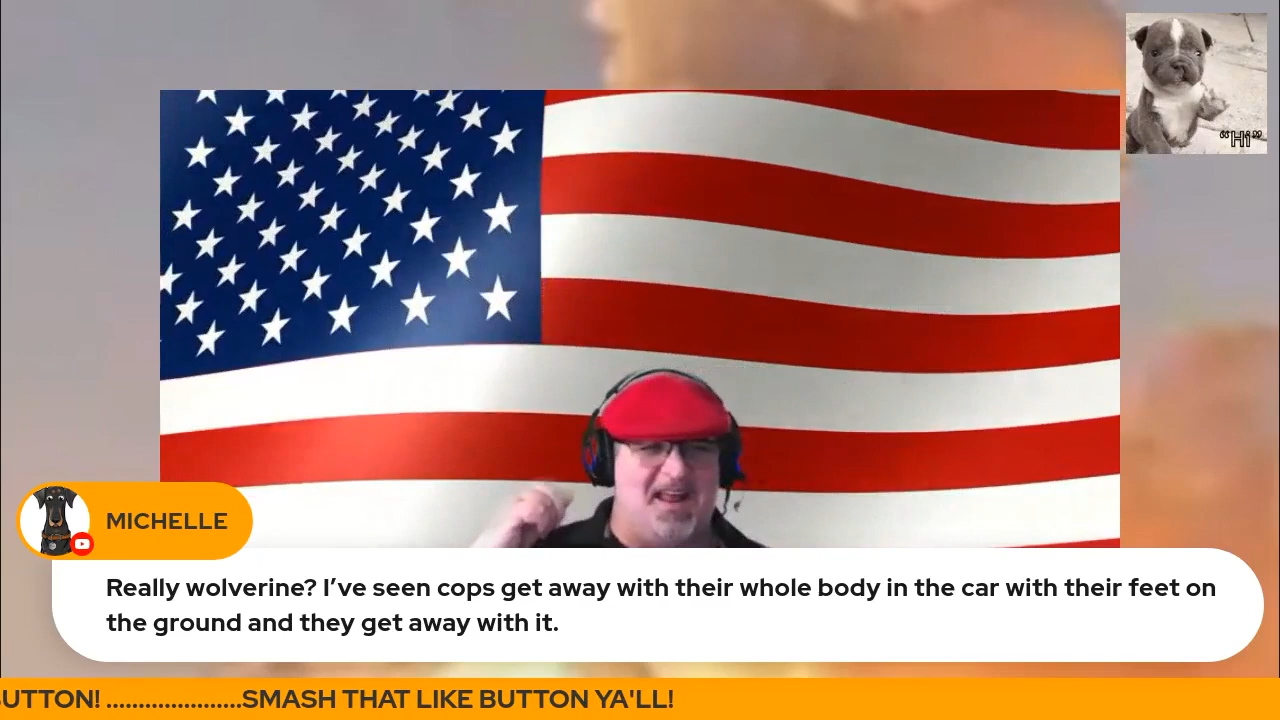 “Hi”
MICHELLE
Really wolverine? I’ve seen cops get away with their whole body in the car with their feet on
the ground and they get away with it.
BUTTON! .....................SMASH THAT LIKE BUTTON YA'LL!